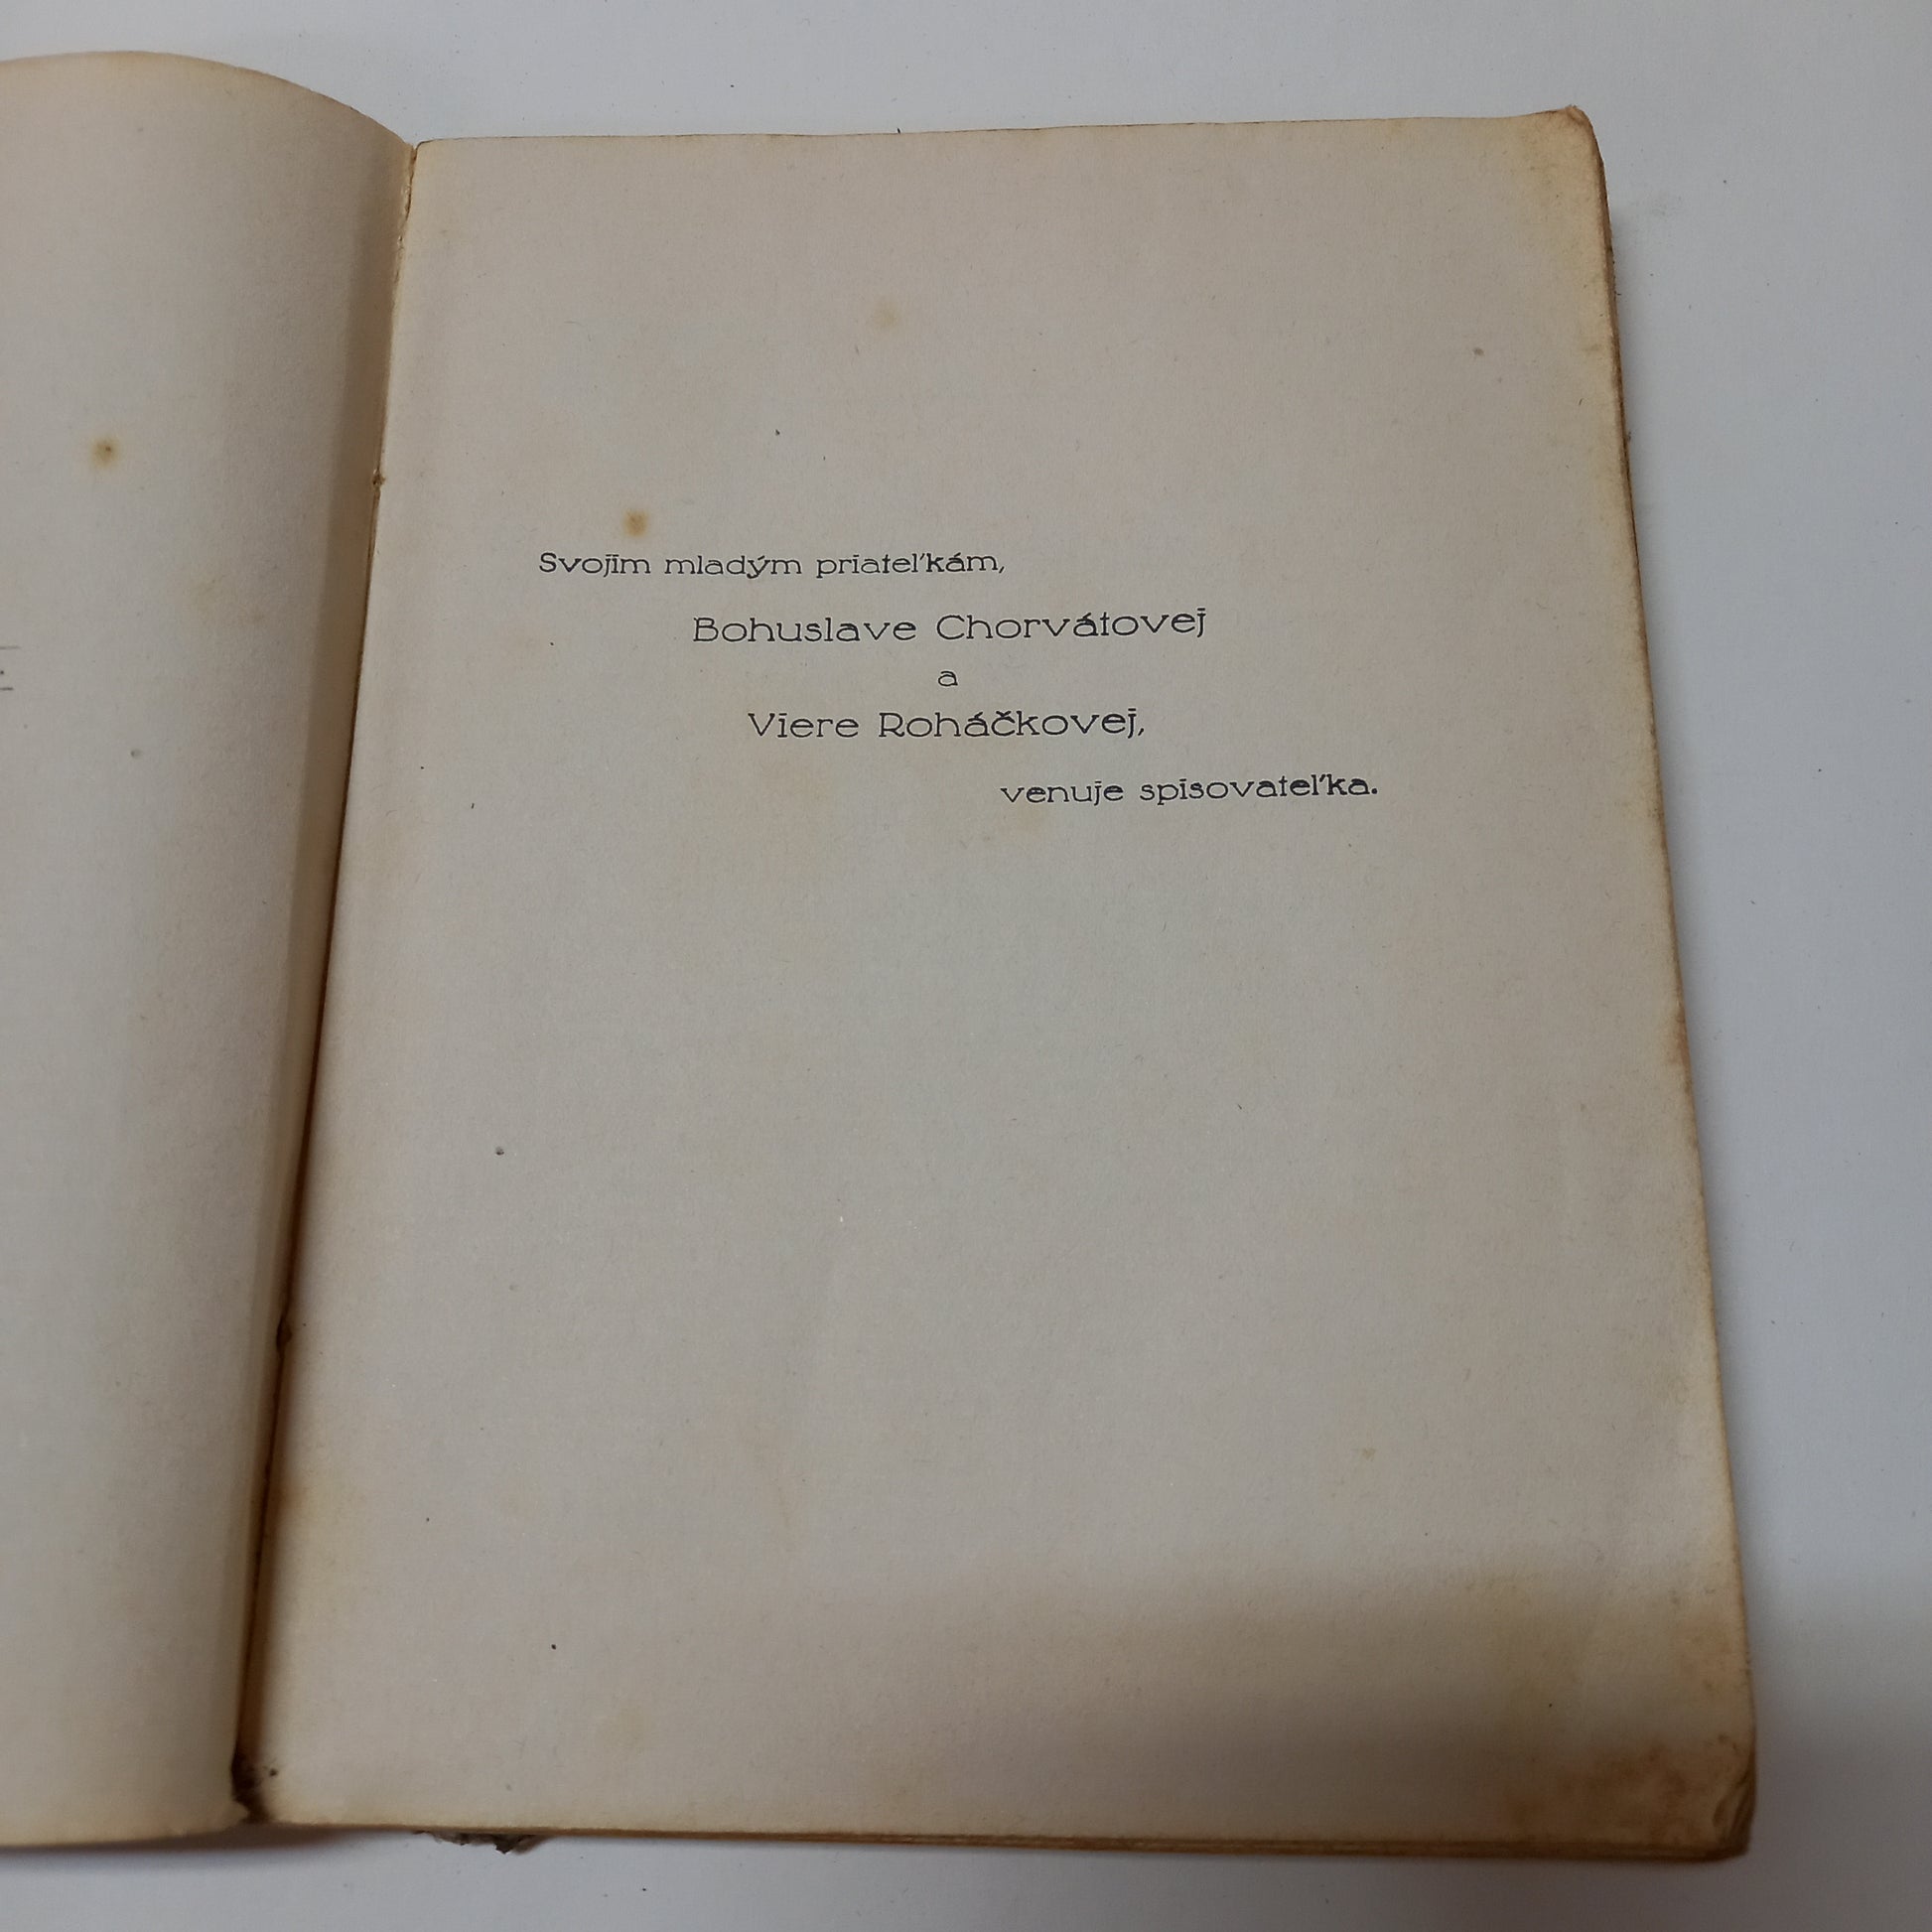 Svojim mladým priateľkám,
Bohuslave Chorvátovej
a
Viere Roháčkovej,
venuje spisovateľka.